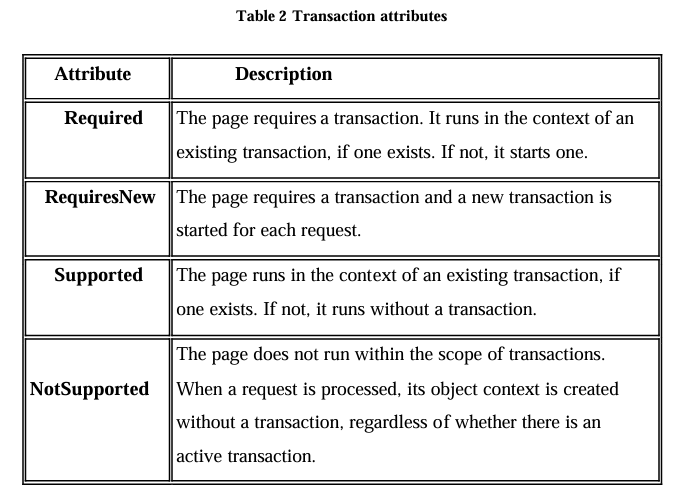 Table 2 Transaction attributes
Attribute Description
Required The page requires a transaction. It runs in the context of an
existing transaction, if one exists. If not, it starts one.
RequiresNew The page requires a transaction and a new transaction is
started for each request.
Supported The page runs in the context of an existing transaction, if
one exists. If not, it runs without a transaction.
The page does not run within the scope of transactions.
NotSupported When a request is processed, its object context is created
without a transaction, regardless of whether there is an
active transaction.